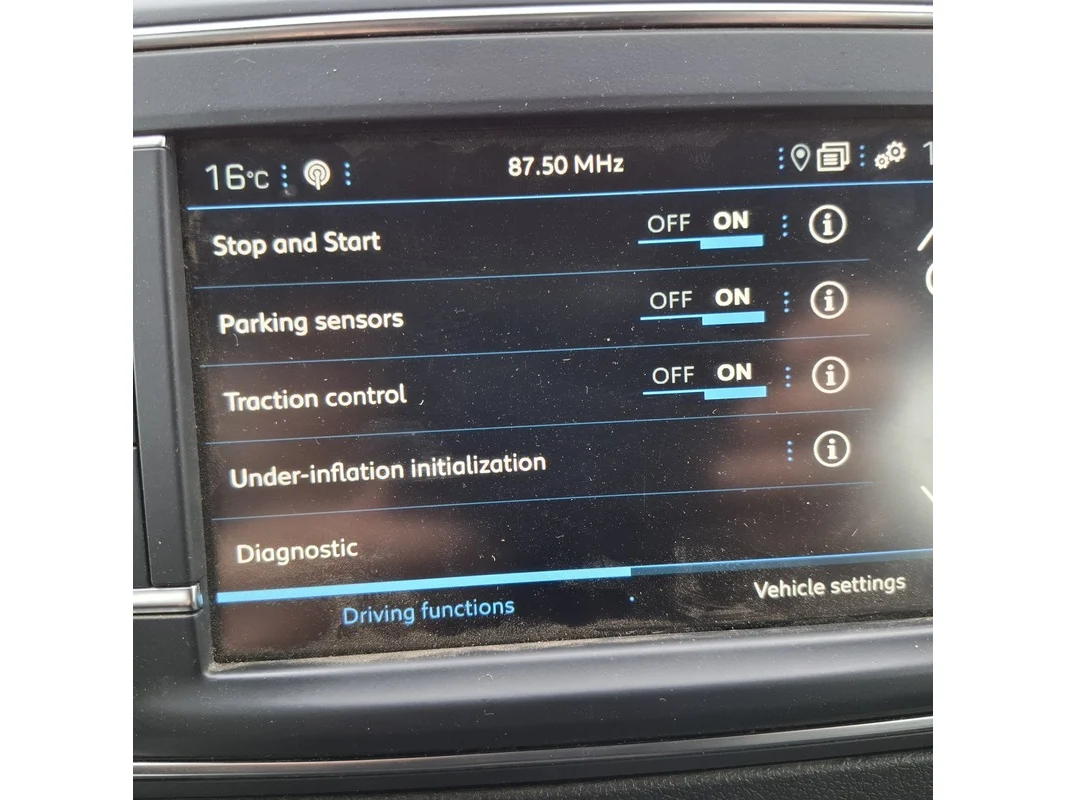 16°C 87.50 MHz
Stop and Start OFF ON
Parking sensors OFF ON
Traction control OFF ON
Under-inflation initialization
Diagnostic
Driving functions Vehicle settings